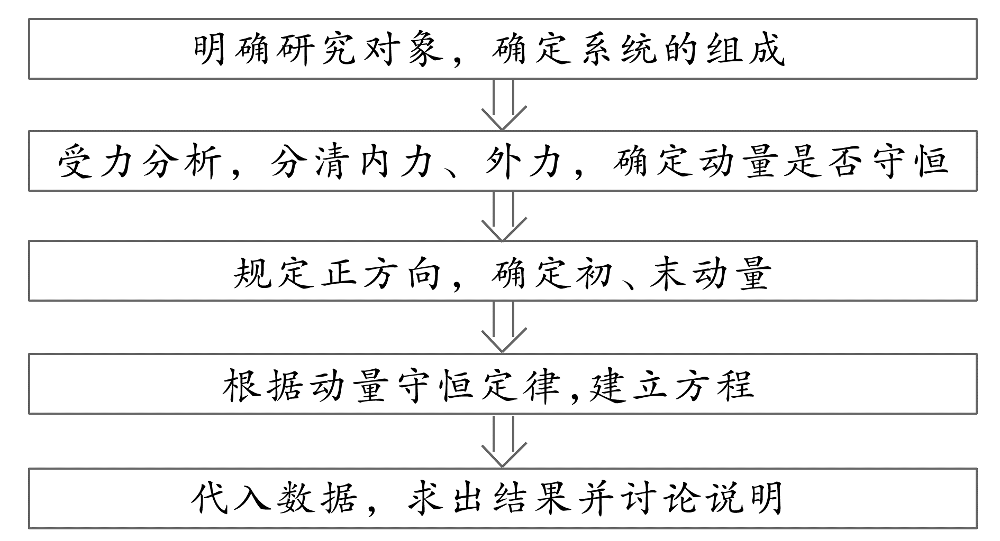 明确研究对象，确定系统的组成
受力分析，分清内力、外力，确定动量是否守恒
规定正方向，确定初、末动量
根据动量守恒定律,建立方程
代入数据，求出结果并讨论说明